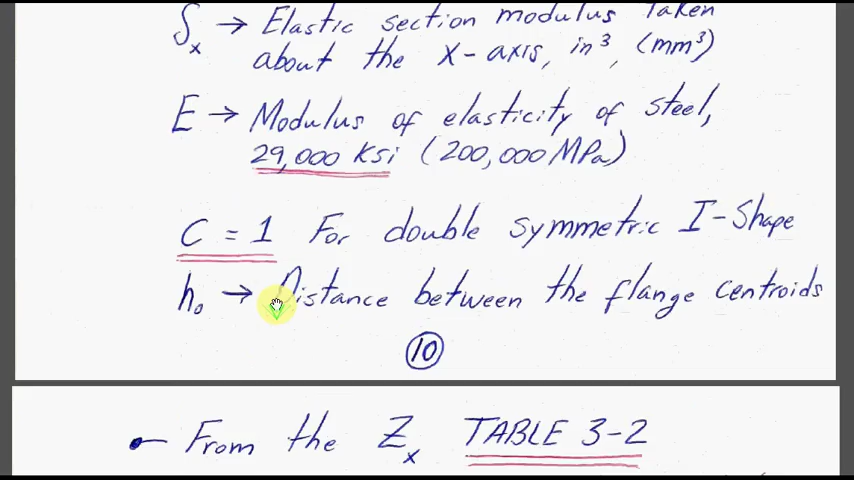 Sx → Elastic section modulus taken
about the X-axis, in³, (mm³)
E → Modulus of elasticity of steel,
29,000 Ksi (200,000 MPa)
C = 1 For double symmetric I-Shape
ho → Distance between the flange centroids
10
From the Zx TABLE 3-2